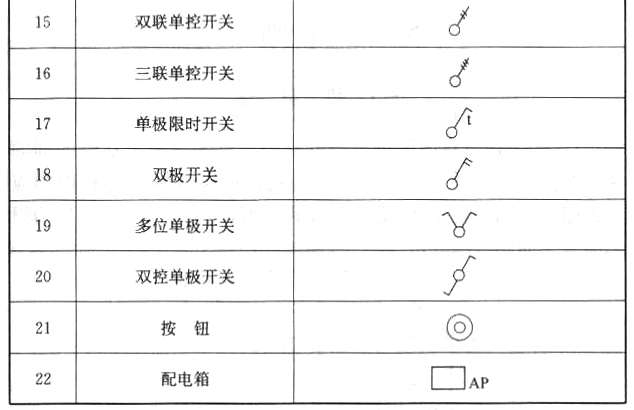 15 双联单控开关
16 三联单控开关
17 单极限时开关 t
18 双极开关
19 多位单极开关
20 双控单极开关
21 按 钮
22 配电箱 AP